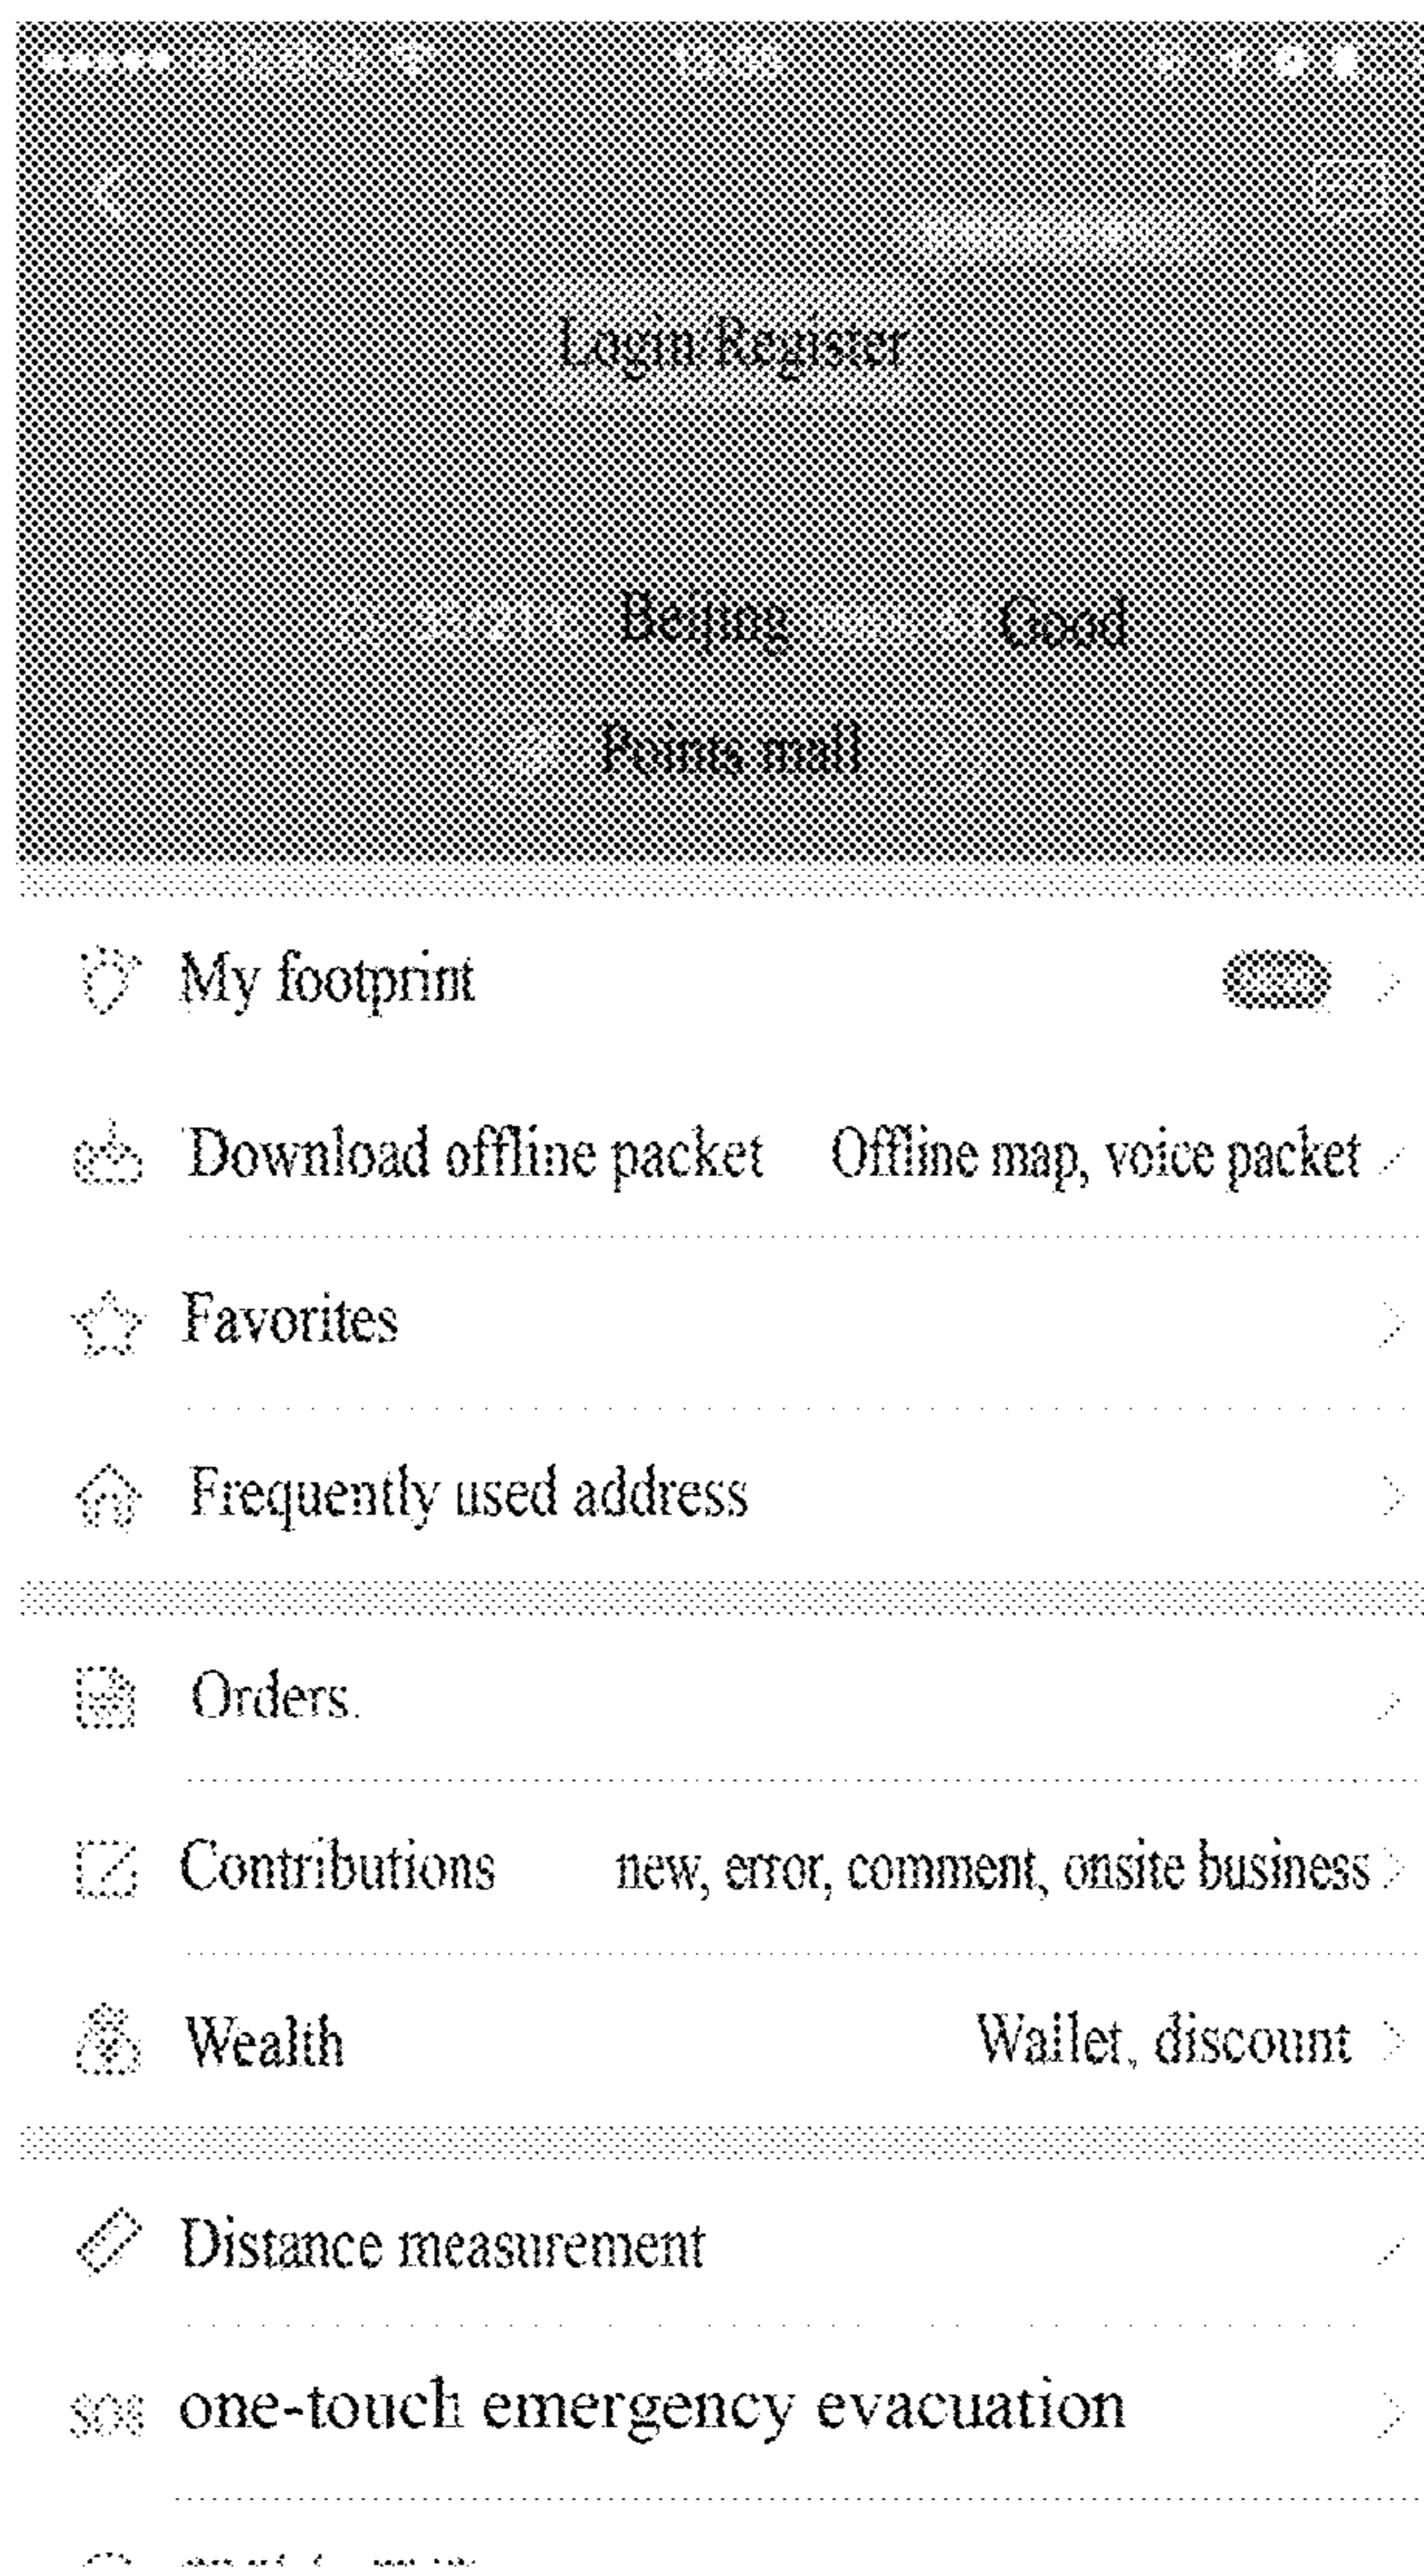 Login/Register
Beijing Good
Points mall
My footprint
Download offline packet Offline map, voice packet
Favorites
Frequently used address
Orders.
Contributions new, error, comment, onsite business
Wealth Wallet, discount
Distance measurement
SOS one-touch emergency evacuation